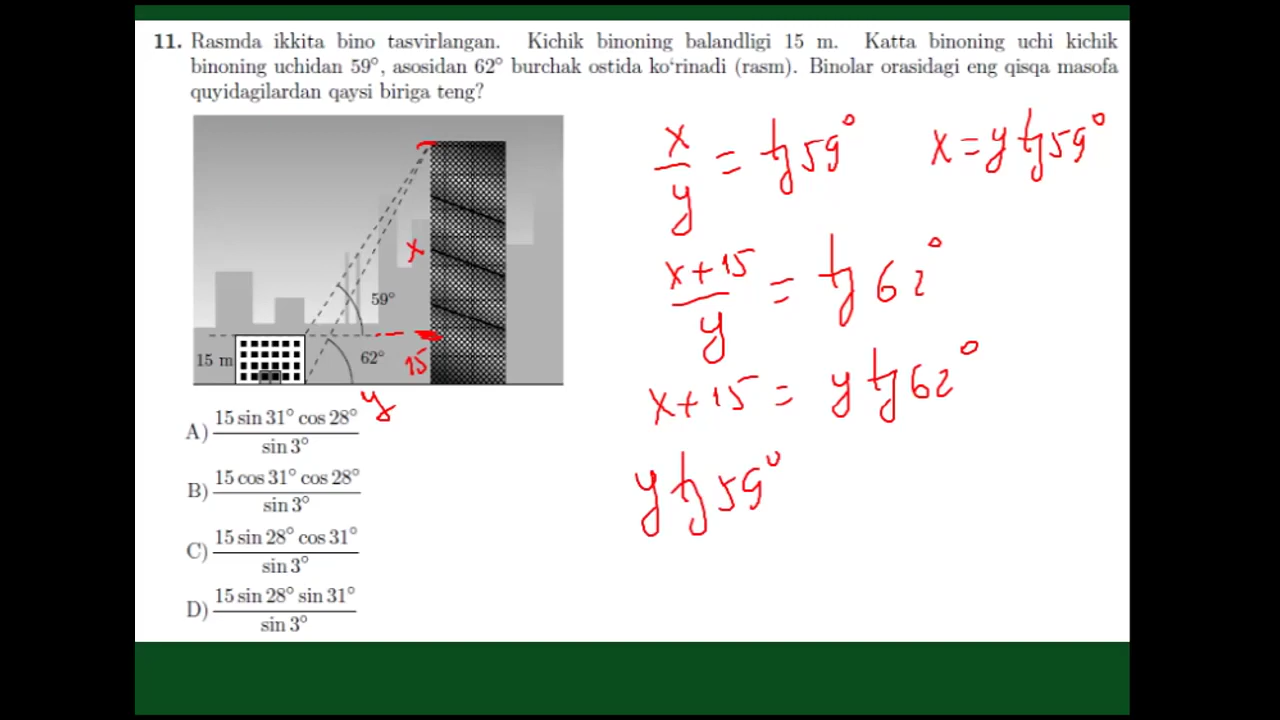 11. Rasmda ikkita bino tasvirlangan. Kichik binoning balandligi 15 m. Katta binoning uchi kichik
binoning uchidan 59°, asosidan 62° burchak ostida ko‘rinadi (rasm). Binolar orasidagi eng qisqa masofa
quyidagilardan qaysi biriga teng?
59°
15 m
62°
x
15
y
A) 15 sin 31° cos 28° / sin 3°
B) 15 cos 31° cos 28° / sin 3°
C) 15 sin 28° cos 31° / sin 3°
D) 15 sin 28° sin 31° / sin 3°
x/y = tg 59° x = y tg 59°
x+15/y = tg 62°
x+15 = y tg 62°
y tg 59°